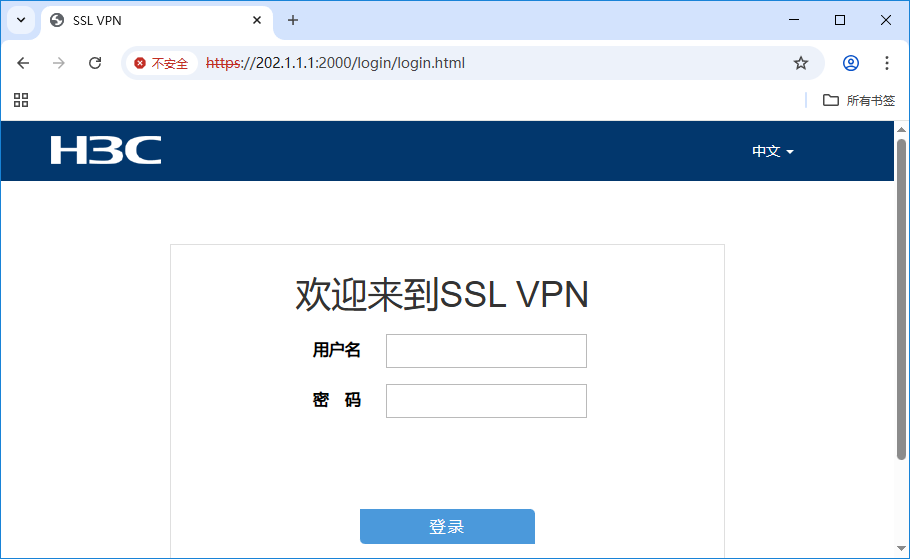 SSL VPN
不安全
https://202.1.1.1:2000/login/login.html
所有书签
H3C
中文
欢迎来到SSL VPN
用户名
密 码
登录